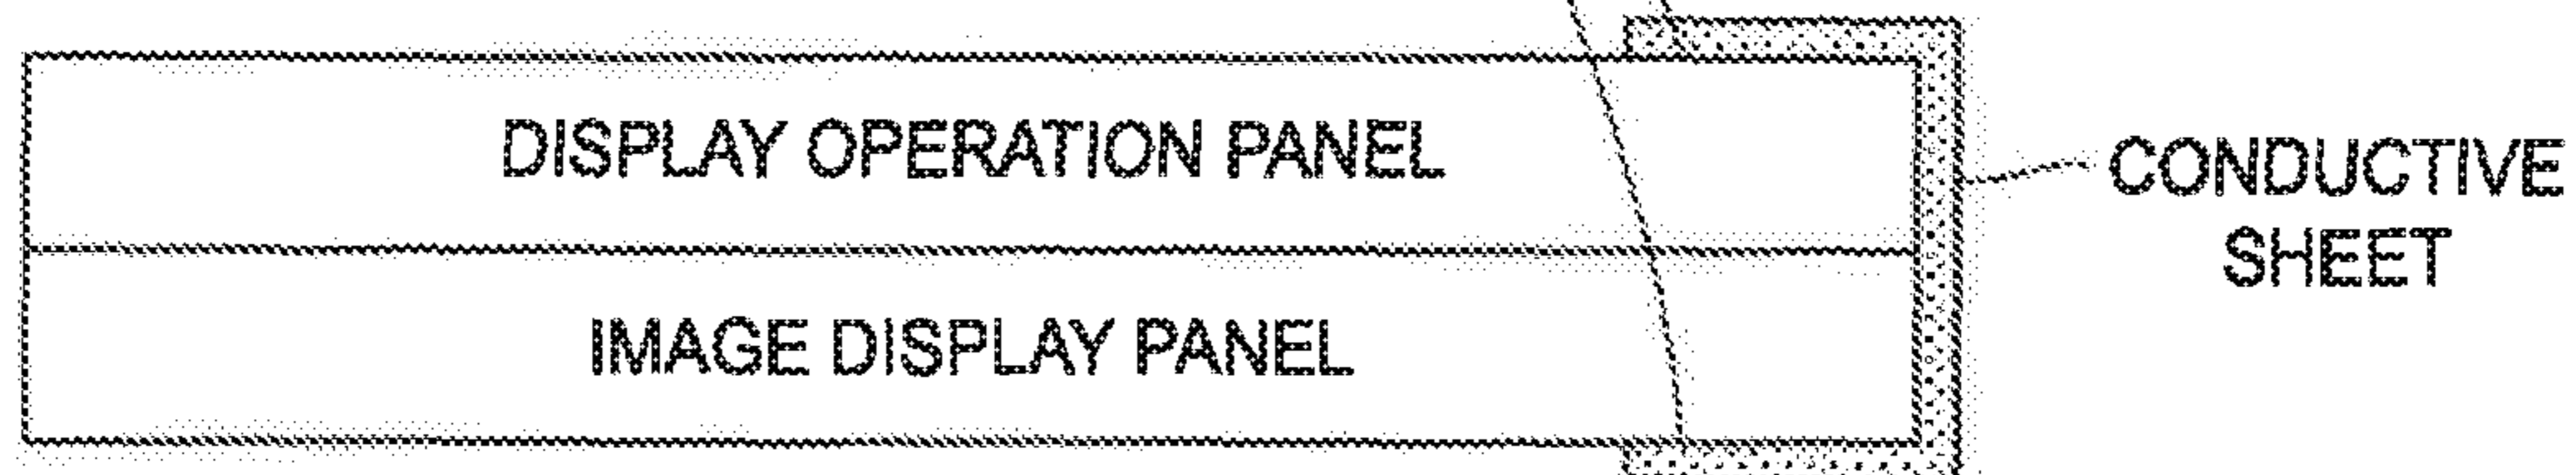 DISPLAY OPERATION PANEL
CONDUCTIVE
SHEET
IMAGE DISPLAY PANEL